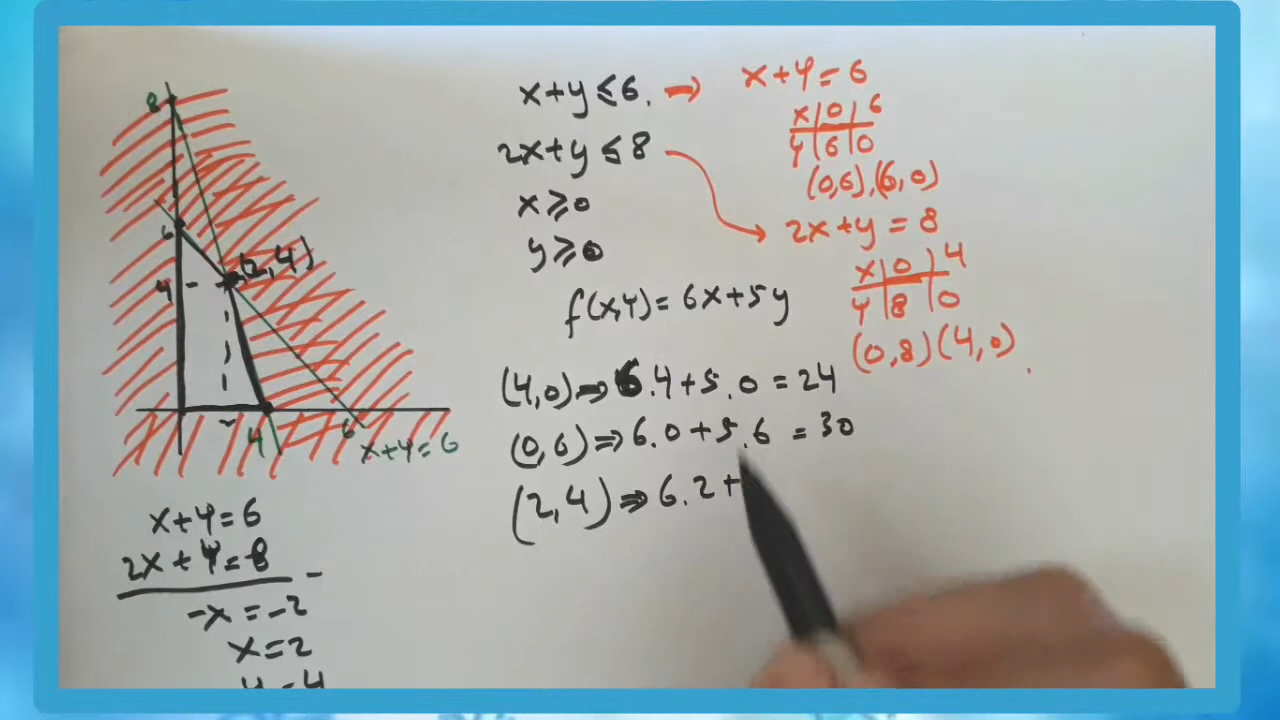 8
6
4
(2,4)
4
6
x+y=6
x+y=6
2x+y=8
-
-x=-2
x=2
y=4
x+y≤6.
2x+y≤8
x≥0
y≥0
f(x,y)=6x+5y
(4,0)⇒6.4+5.0=24
(0,6)⇒6.0+5.6=30
(2,4)⇒6.2+
→ x+y=6
x|0|6
y|6|0
(0,6),(6,0)
→ 2x+y=8
x|0|4
y|8|0
(0,8)(4,0)